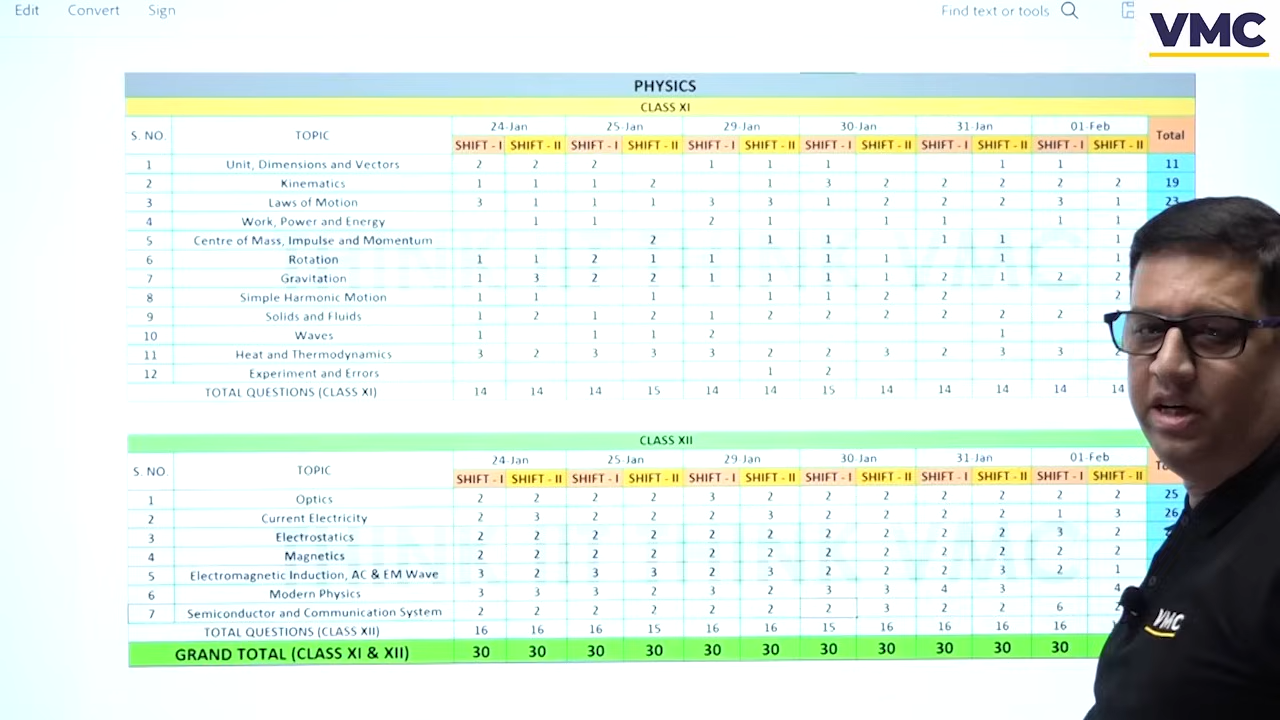 Edit Convert Sign Find text or tools
VMC
PHYSICS
CLASS XI
S. NO. TOPIC 24-Jan 25-Jan 29-Jan 30-Jan 31-Jan 01-Feb Total
SHIFT - I SHIFT - II SHIFT - I SHIFT - II SHIFT - I SHIFT - II SHIFT - I SHIFT - II SHIFT - I SHIFT - II SHIFT - I SHIFT - II
1 Unit, Dimensions and Vectors 2 2 2 1 1 1 1 1 11
2 Kinematics 1 1 1 2 1 3 2 2 2 2 2 19
3 Laws of Motion 3 1 1 1 3 3 1 2 2 2 3 1 23
4 Work, Power and Energy 1 1 2 1 1 1 1 1
5 Centre of Mass, Impulse and Momentum 2 1 1 1 1 1
6 Rotation 1 1 2 1 1 1 1 1 1
7 Gravitation 1 3 2 2 1 1 1 1 2 1 2 2
8 Simple Harmonic Motion 1 1 1 1 1 2 2 2
9 Solids and Fluids 1 2 1 2 1 2 2 2 2 2 2
10 Waves 1 1 1 2 1
11 Heat and Thermodynamics 3 2 3 3 3 2 2 3 2 3 3 2
12 Experiment and Errors 1 2
TOTAL QUESTIONS (CLASS XI) 14 14 14 15 14 14 15 14 14 14 14 14
CLASS XII
S. NO. TOPIC 24-Jan 25-Jan 29-Jan 30-Jan 31-Jan 01-Feb
SHIFT - I SHIFT - II SHIFT - I SHIFT - II SHIFT - I SHIFT - II SHIFT - I SHIFT - II SHIFT - I SHIFT - II SHIFT - I SHIFT - II
1 Optics 2 2 2 2 3 2 2 2 2 2 2 2 25
2 Current Electricity 2 3 2 2 2 3 2 2 2 2 1 3 26
3 Electrostatics 2 2 2 2 2 2 2 2 2 2 3 2
4 Magnetics 2 2 2 2 2 2 2 2 2 2 2 2
5 Electromagnetic Induction, AC & EM Wave 3 2 3 3 2 3 2 2 2 3 2 1
6 Modern Physics 3 3 3 2 3 2 3 3 4 3 4
7 Semiconductor and Communication System 2 2 2 2 2 2 2 3 2 2 6 2
TOTAL QUESTIONS (CLASS XII) 16 16 16 15 16 16 15 16 16 16 16
GRAND TOTAL (CLASS XI & XII) 30 30 30 30 30 30 30 30 30 30 30
VMC